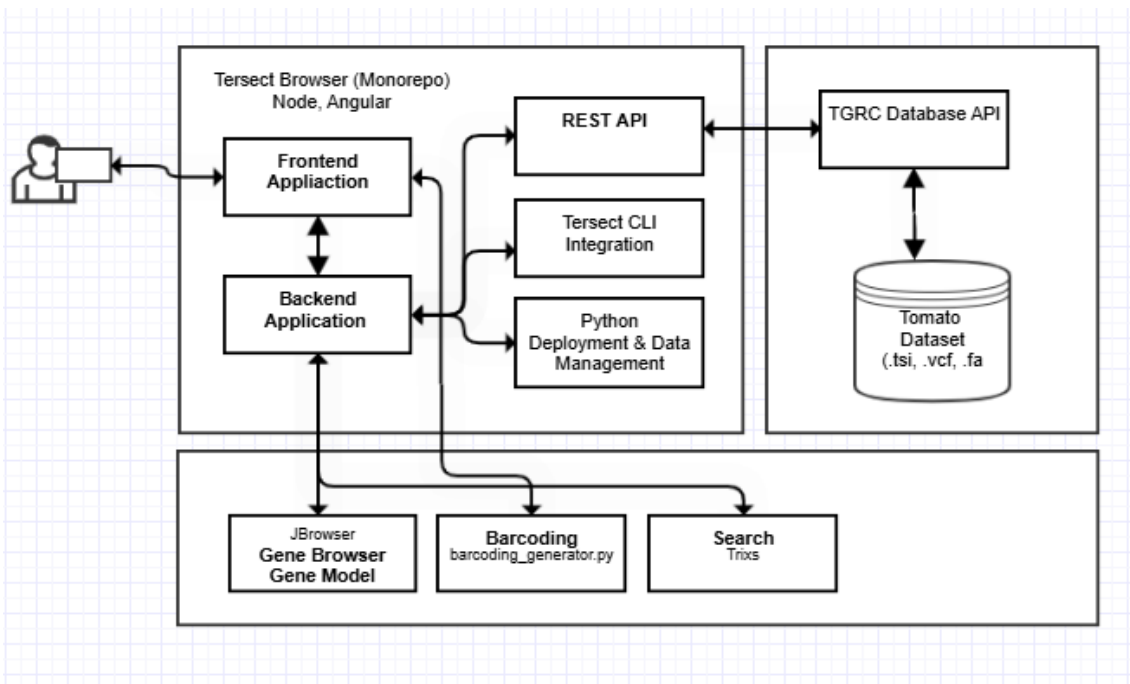 Tersect Browser (Monorepo)
Node, Angular
Frontend
Appliaction
Backend
Application
REST API
Tersect CLI
Integration
Python
Deployment & Data
Management
TGRC Database API
Tomato
Dataset
(.tsi, .vcf, .fa
JBrowser
Gene Browser
Gene Model
Barcoding
barcoding_generator.py
Search
Trixs